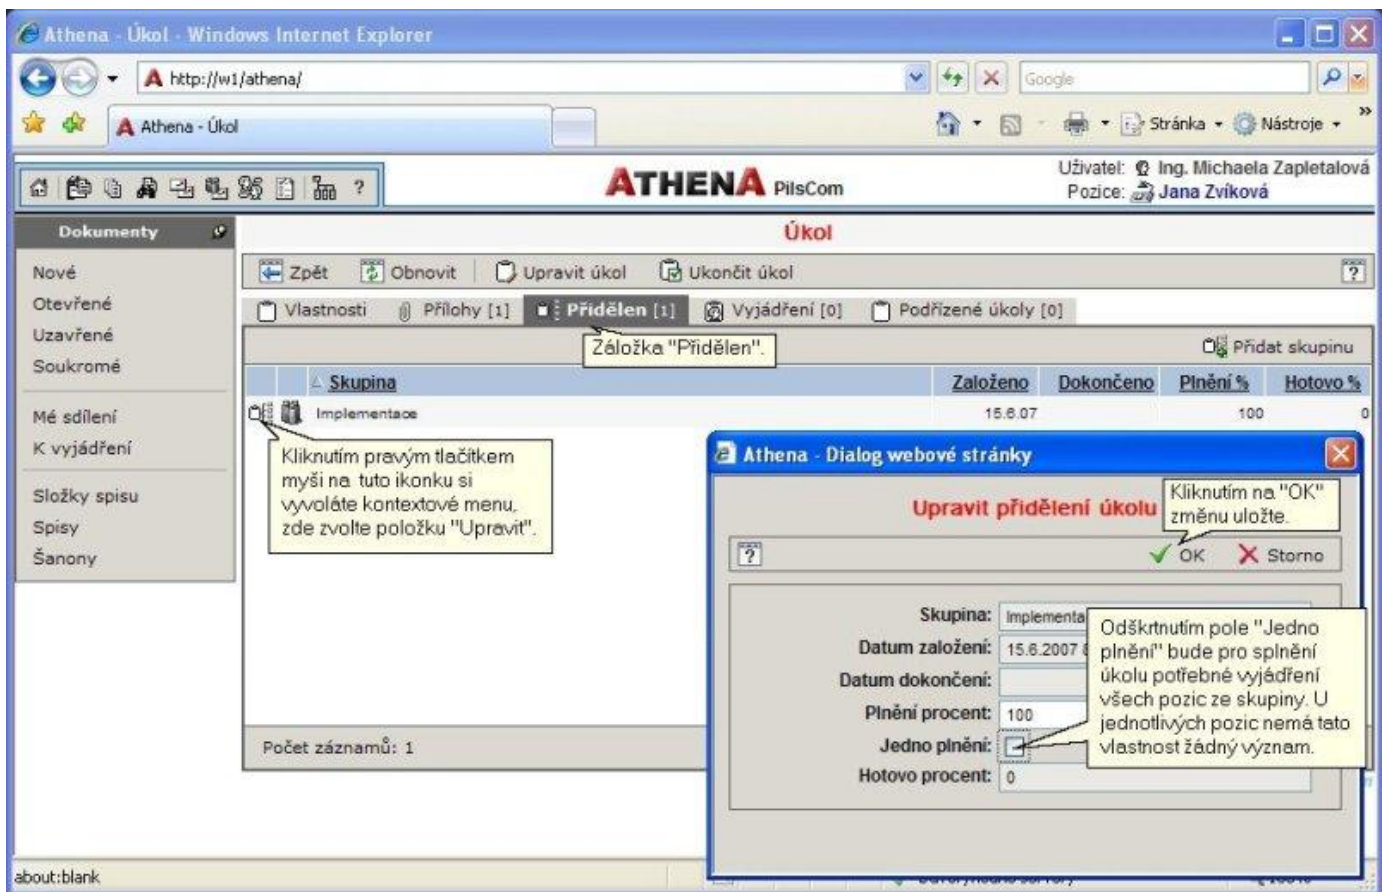 Athena - Úkol - Windows Internet Explorer
http://w1/athena/
Google
Athena - Úkol
Stránka
Nástroje
»
?
ATHENA PilsCom
Uživatel: Ing. Michaela Zapletalová
Pozice: Jana Zvíková
Dokumenty
Úkol
Nové
Otevřené
Uzavřené
Soukromé
Mé sdílení
K vyjádření
Složky spisu
Spisy
Šanony
Zpět Obnovit Upravit úkol Ukončit úkol ?
Vlastnosti Přílohy [1] Přidělen [1] Vyjádření [0] Podřízené úkoly [0]
Záložka "Přidělen".
Přidat skupinu
Skupina Založeno Dokončeno Plnění % Hotovo %
Implementace 15.6.07 100 0
Kliknutím pravým tlačítkem
myši na tuto ikonku si
vyvoláte kontextové menu,
zde zvolte položku "Upravit".
Počet záznamů: 1
Athena - Dialog webové stránky
Upravit přidělení úkolu
Kliknutím na "OK"
změnu uložte.
? OK Storno
Skupina: Implementa
Datum založení: 15.6.2007
Datum dokončení:
Plnění procent: 100
Jedno plnění:
Hotovo procent: 0
Odškrtnutím pole "Jedno
plnění" bude pro splnění
úkolu potřebné vyjádření
všech pozic ze skupiny. U
jednotlivých pozic nemá tato
vlastnost žádný význam.
about:blank